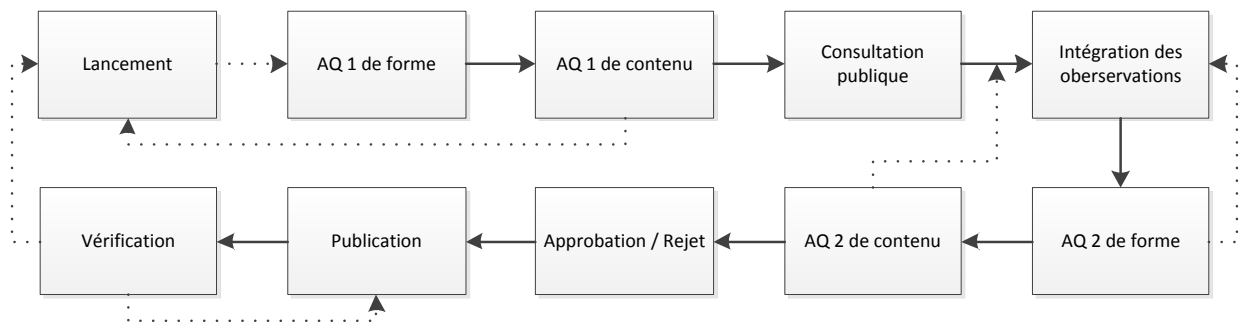 Lancement
AQ 1 de forme
AQ 1 de contenu
Consultation
publique
Intégration des
oberservations
Vérification
Publication
Approbation / Rejet
AQ 2 de contenu
AQ 2 de forme